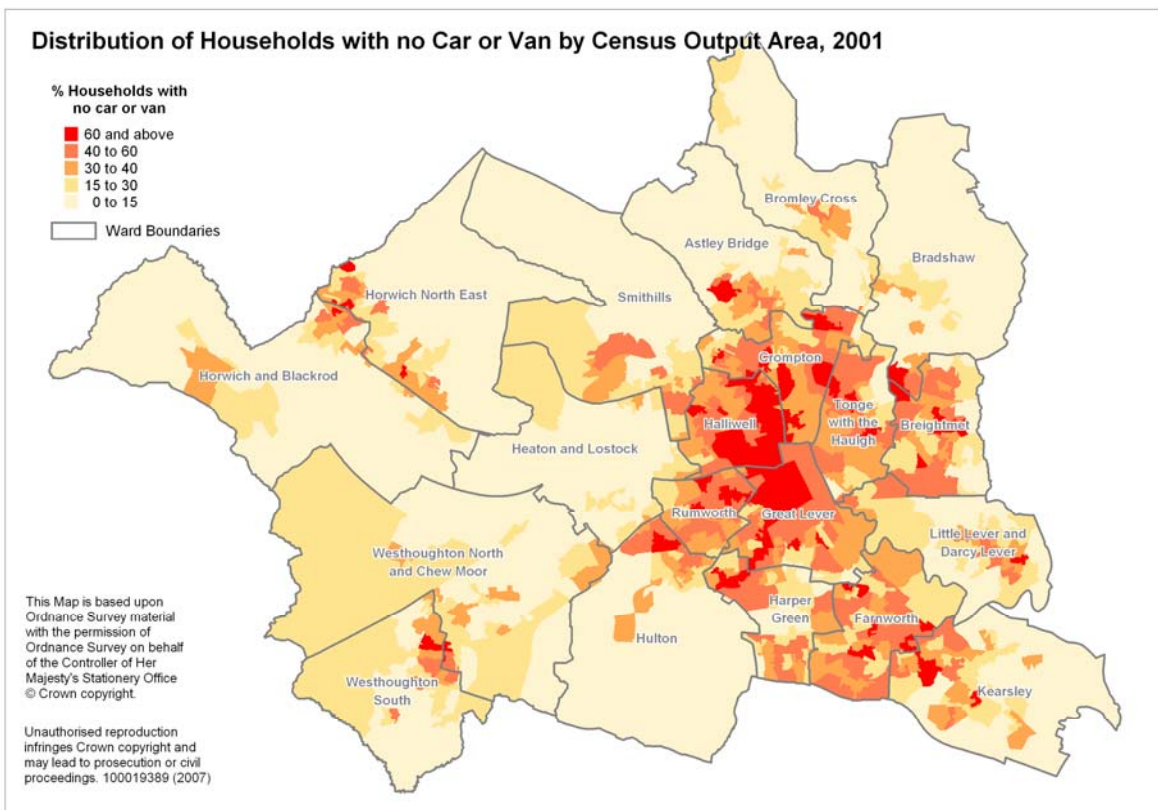 Distribution of Households with no Car or Van by Census Output Area, 2001
% Households with
no car or van
60 and above
40 to 60
30 to 40
15 to 30
0 to 15
Ward Boundaries
Bromley Cross
Astley Bridge
Bradshaw
Horwich North East
Smithills
Crompton
Horwich and Blackrod
Halliwell
Tonge
with the
Haulgh
Breightmet
Heaton and Lostock
Rumworth
Great Lever
Little Lever and
Darcy Lever
Westhoughton North
and Chew Moor
Harper
Green
Farnworth
Hulton
Westhoughton
South
Kearsley
This Map is based upon
Ordnance Survey material
with the permission of
Ordnance Survey on behalf
of the Controller of Her
Majesty's Stationery Office
© Crown copyright.
Unauthorised reproduction
infringes Crown copyright and
may lead to prosecution or civil
proceedings. 100019389 (2007)